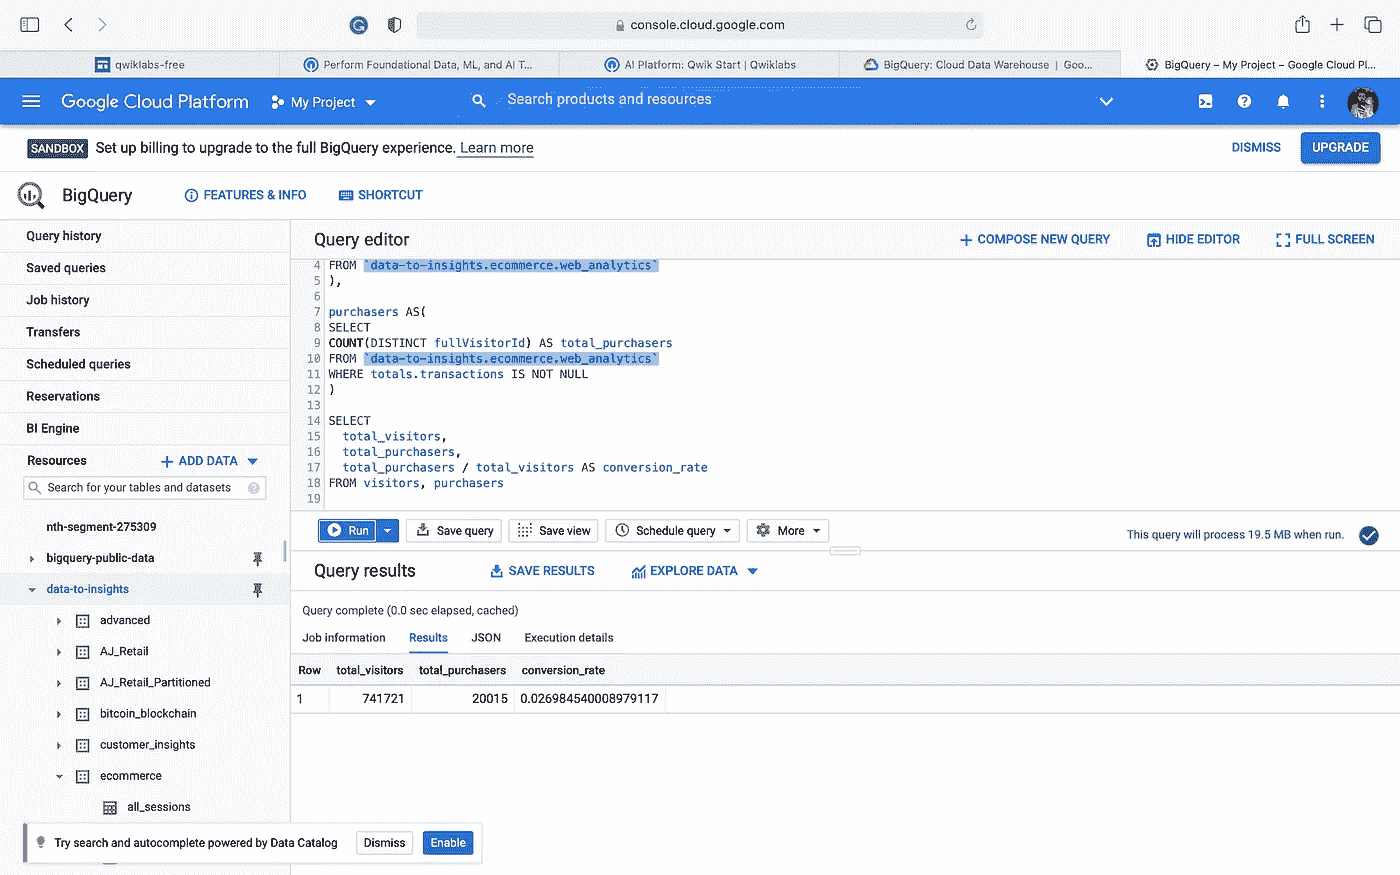 console.cloud.google.com
qwiklabs-free
Perform Foundational Data, ML, and AI T...
AI Platform: Qwik Start | Qwiklabs
BigQuery: Cloud Data Warehouse | Goo...
BigQuery – My Project – Google Cloud Pl...
Google Cloud Platform
My Project
Search products and resources
SANDBOX Set up billing to upgrade to the full BigQuery experience. Learn more
DISMISS
UPGRADE
BigQuery
FEATURES & INFO
SHORTCUT
Query history
Saved queries
Job history
Transfers
Scheduled queries
Reservations
BI Engine
Resources
ADD DATA
Search for your tables and datasets
nth-segment-275309
bigquery-public-data
data-to-insights
advanced
AJ_Retail
AJ_Retail_Partitioned
bitcoin_blockchain
customer_insights
ecommerce
all_sessions
Query editor
COMPOSE NEW QUERY
HIDE EDITOR
FULL SCREEN
4 FROM `data-to-insights.ecommerce.web_analytics`
5 ),
6
7 purchasers AS(
8 SELECT
9 COUNT(DISTINCT fullVisitorId) AS total_purchasers
10 FROM `data-to-insights.ecommerce.web_analytics`
11 WHERE totals.transactions IS NOT NULL
12 )
13
14 SELECT
15 total_visitors,
16 total_purchasers,
17 total_purchasers / total_visitors AS conversion_rate
18 FROM visitors, purchasers
19
Run
Save query
Save view
Schedule query
More
This query will process 19.5 MB when run.
Query results
SAVE RESULTS
EXPLORE DATA
Query complete (0.0 sec elapsed, cached)
Job information
Results
JSON
Execution details
Row total_visitors total_purchasers conversion_rate
1 741721 20015 0.026984540008979117
Try search and autocomplete powered by Data Catalog
Dismiss
Enable